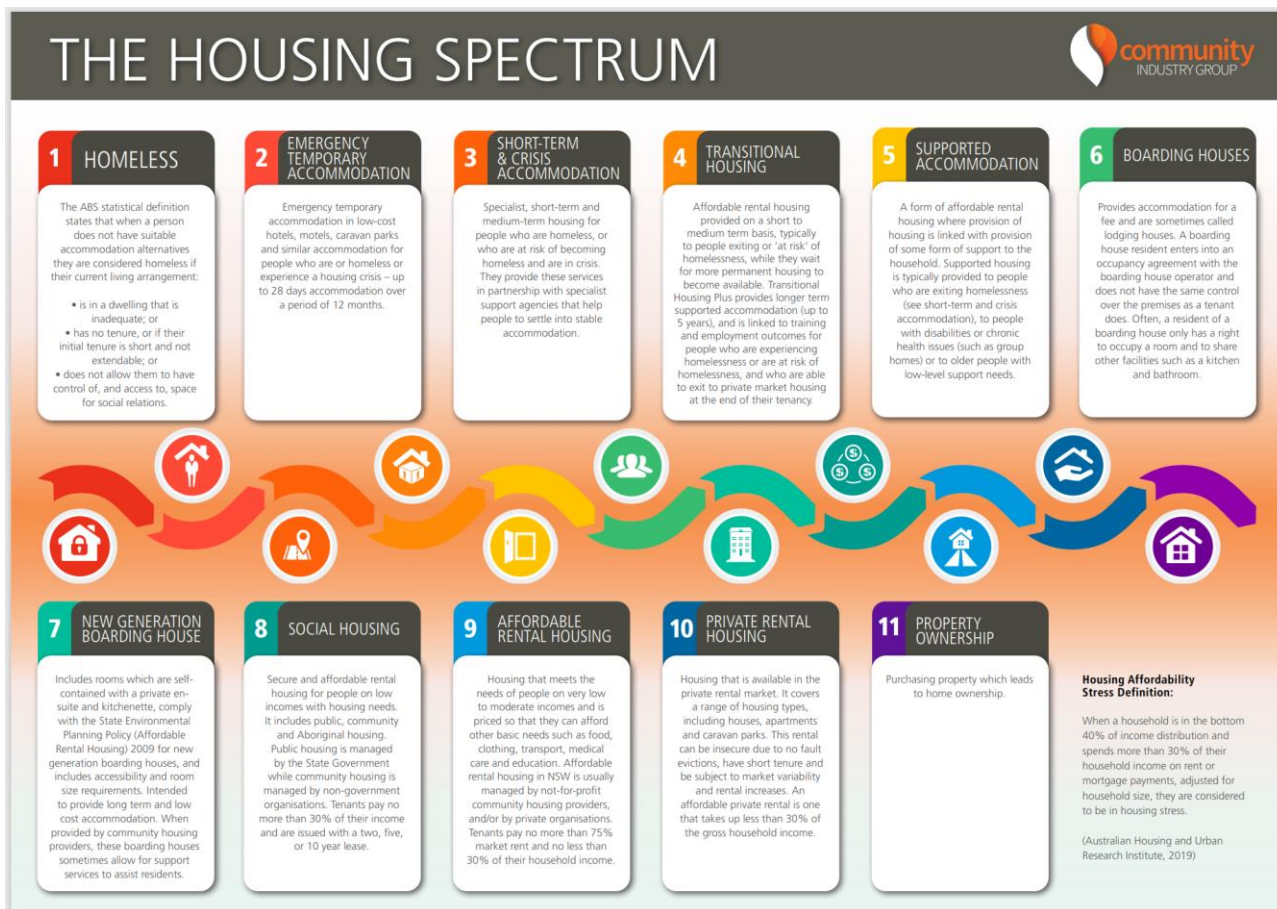 THE HOUSING SPECTRUM
community
INDUSTRY GROUP
1 HOMELESS
The ABS statistical definition
states that when a person
does not have suitable
accommodation alternatives
they are considered homeless if
their current living arrangement:
• is in a dwelling that is
inadequate; or
• has no tenure, or if their
initial tenure is short and not
extendable; or
• does not allow them to have
control of, and access to, space
for social relations.
2 EMERGENCY
TEMPORARY
ACCOMMODATION
Emergency temporary
accommodation in low-cost
hotels, motels, caravan parks
and similar accommodation for
people who are or homeless or
experience a housing crisis – up
to 28 days accommodation over
a period of 12 months.
3 SHORT-TERM
& CRISIS
ACCOMMODATION
Specialist, short-term and
medium-term housing for
people who are homeless, or
who are at risk of becoming
homeless and are in crisis.
They provide these services
in partnership with specialist
support agencies that help
people to settle into stable
accommodation.
4 TRANSITIONAL
HOUSING
Affordable rental housing
provided on a short to
medium term basis, typically
to people exiting or ‘at risk’ of
homelessness, while they wait
for more permanent housing to
become available. Transitional
Housing Plus provides longer term
supported accommodation (up to
5 years), and is linked to training
and employment outcomes for
people who are experiencing
homelessness or are at risk of
homelessness, and who are able
to exit to private market housing
at the end of their tenancy.
5 SUPPORTED
ACCOMMODATION
A form of affordable rental
housing where provision of
housing is linked with provision
of some form of support to the
household. Supported housing
is typically provided to people
who are exiting homelessness
(see short-term and crisis
accommodation), to people
with disabilities or chronic
health issues (such as group
homes) or to older people with
low-level support needs.
6 BOARDING HOUSES
Provides accommodation for a
fee and are sometimes called
lodging houses. A boarding
house resident enters into an
occupancy agreement with the
boarding house operator and
does not have the same control
over the premises as a tenant
does. Often, a resident of a
boarding house only has a right
to occupy a room and to share
other facilities such as a kitchen
and bathroom.
$
$ $
7 NEW GENERATION
BOARDING HOUSE
Includes rooms which are self-
contained with a private en-
suite and kitchenette, comply
with the State Environmental
Planning Policy (Affordable
Rental Housing) 2009 for new
generation boarding houses, and
includes accessibility and room
size requirements. Intended
to provide long term and low
cost accommodation. When
provided by community housing
providers, these boarding houses
sometimes allow for support
services to assist residents.
8 SOCIAL HOUSING
Secure and affordable rental
housing for people on low
incomes with housing needs.
It includes public, community
and Aboriginal housing.
Public housing is managed
by the State Government
while community housing is
managed by non-government
organisations. Tenants pay no
more than 30% of their income
and are issued with a two, five,
or 10 year lease.
9 AFFORDABLE
RENTAL HOUSING
Housing that meets the
needs of people on very low
to moderate incomes and is
priced so that they can afford
other basic needs such as food,
clothing, transport, medical
care and education. Affordable
rental housing in NSW is usually
managed by not-for-profit
community housing providers,
and/or by private organisations.
Tenants pay no more than 75%
market rent and no less than
30% of their household income.
10 PRIVATE RENTAL
HOUSING
Housing that is available in the
private rental market. It covers
a range of housing types,
including houses, apartments
and caravan parks. This rental
can be insecure due to no fault
evictions, have short tenure and
be subject to market variability
and rental increases. An
affordable private rental is one
that takes up less than 30% of
the gross household income.
11 PROPERTY
OWNERSHIP
Purchasing property which leads
to home ownership.
Housing Affordability
Stress Definition:
When a household is in the bottom
40% of income distribution and
spends more than 30% of their
household income on rent or
mortgage payments, adjusted for
household size, they are considered
to be in housing stress.
(Australian Housing and Urban
Research Institute, 2019)